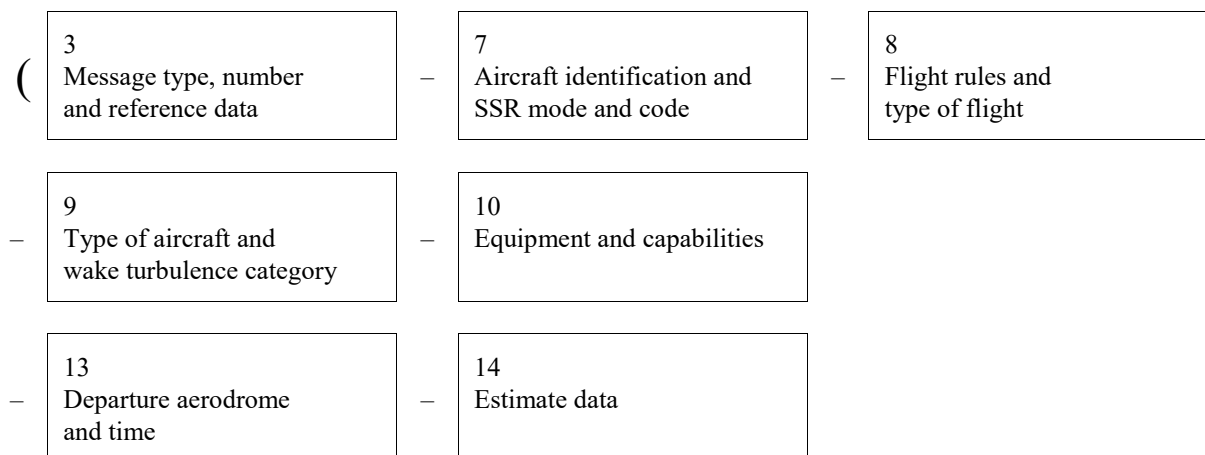 ( 3 – 7 – 8
Message type, number Aircraft identification and Flight rules and
and reference data SSR mode and code type of flight
– 9 – 10
Type of aircraft and Equipment and capabilities
wake turbulence category
– 13 – 14
Departure aerodrome Estimate data
and time